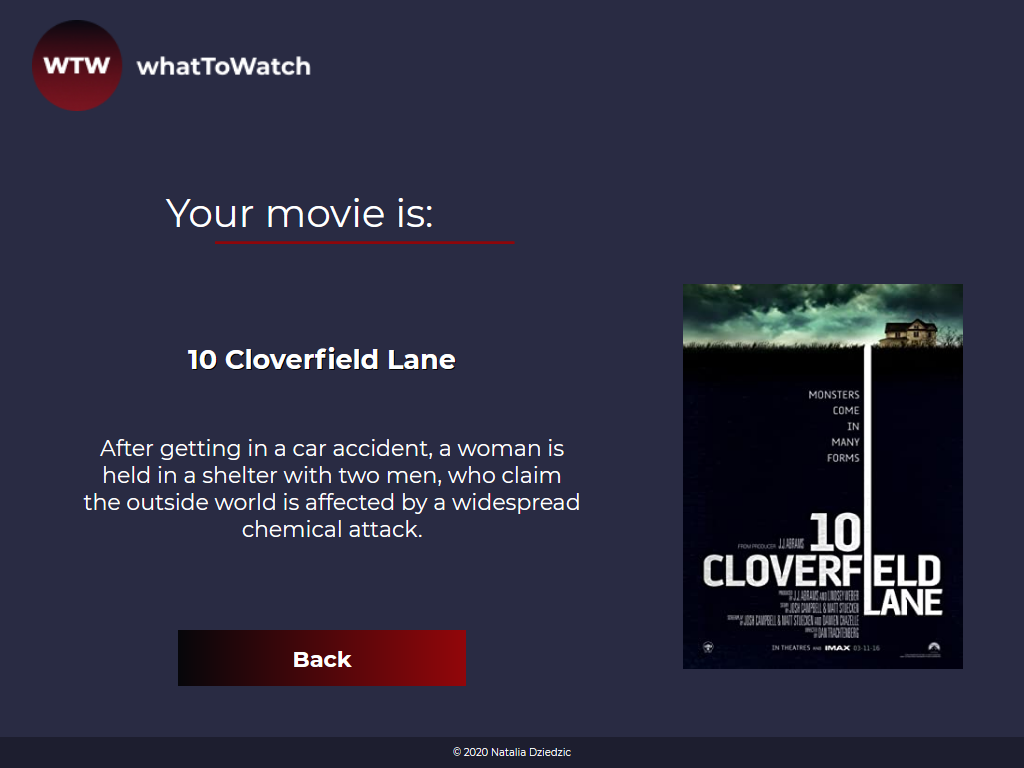 WTW
whatToWatch
Your movie is:
10 Cloverfield Lane
After getting in a car accident, a woman is
held in a shelter with two men, who claim
the outside world is affected by a widespread
chemical attack.
Back
MONSTERS
COME
IN
MANY
FORMS
FROM PRODUCER J.J. ABRAMS
10
CLOVERFIELD
LANE
PRODUCED BY J.J. ABRAMS AND LINDSEY WEBER
STORY BY JOSH CAMPBELL & MATT STUECKEN
SCREENPLAY BY JOSH CAMPBELL & MATT STUECKEN AND DAMIEN CHAZELLE
DIRECTED BY DAN TRACHTENBERG
IN THEATRES AND IMAX 03-11-16
© 2020 Natalia Dziedzic